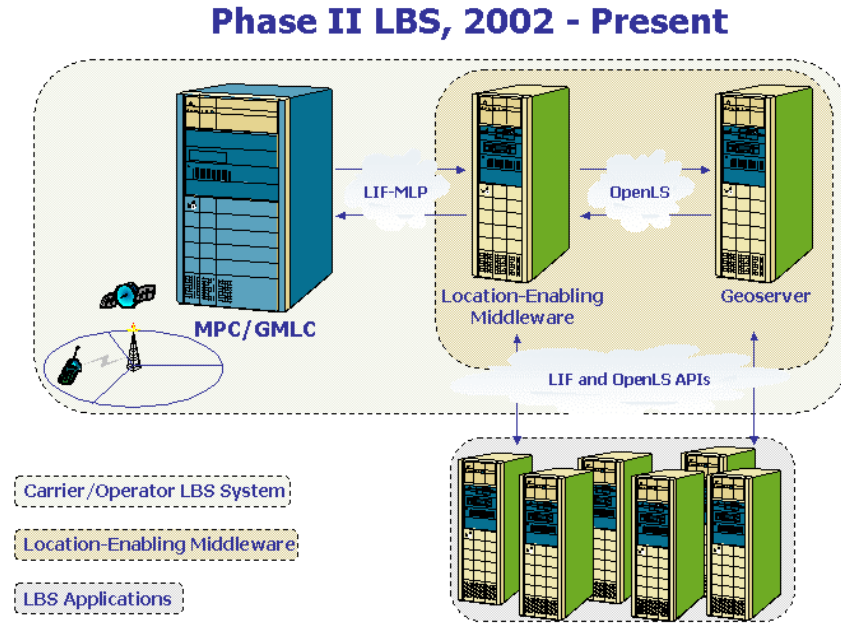 Phase II LBS, 2002 - Present
LIF-MLP
OpenLS
Location-Enabling
Middleware
Geoserver
MPC/GMLC
LIF and OpenLS APIs
Carrier/Operator LBS System
Location-Enabling Middleware
LBS Applications